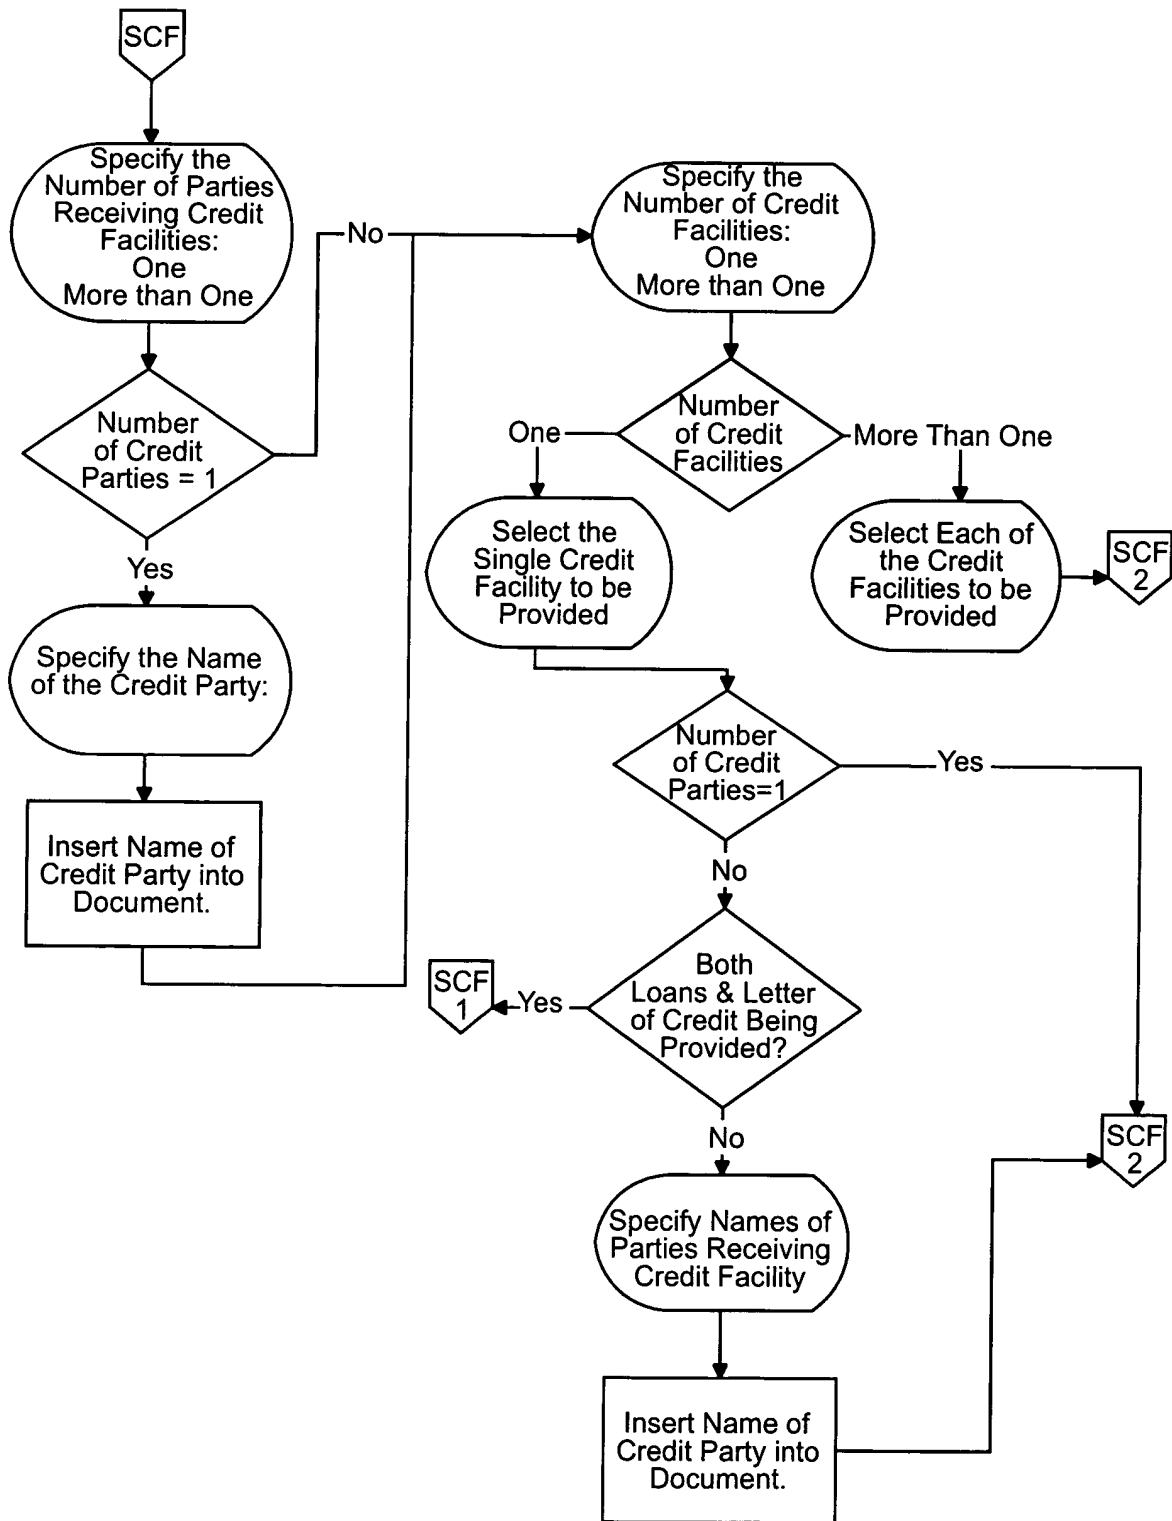 SCF
Specify the
Number of Parties
Receiving Credit
Facilities:
One
More than One
No
Specify the
Number of Credit
Facilities:
One
More than One
Number
of Credit
Parties = 1
Number
of Credit
Facilities
One
More Than One
Yes
Select the
Single Credit
Facility to be
Provided
Select Each of
the Credit
Facilities to be
Provided
SCF
2
Specify the Name
of the Credit Party:
Number
of Credit
Parties=1
Yes
Insert Name of
Credit Party into
Document.
No
Both
Loans & Letter
of Credit Being
Provided?
Yes
SCF
1
No
SCF
2
Specify Names of
Parties Receiving
Credit Facility
Insert Name of
Credit Party into
Document.